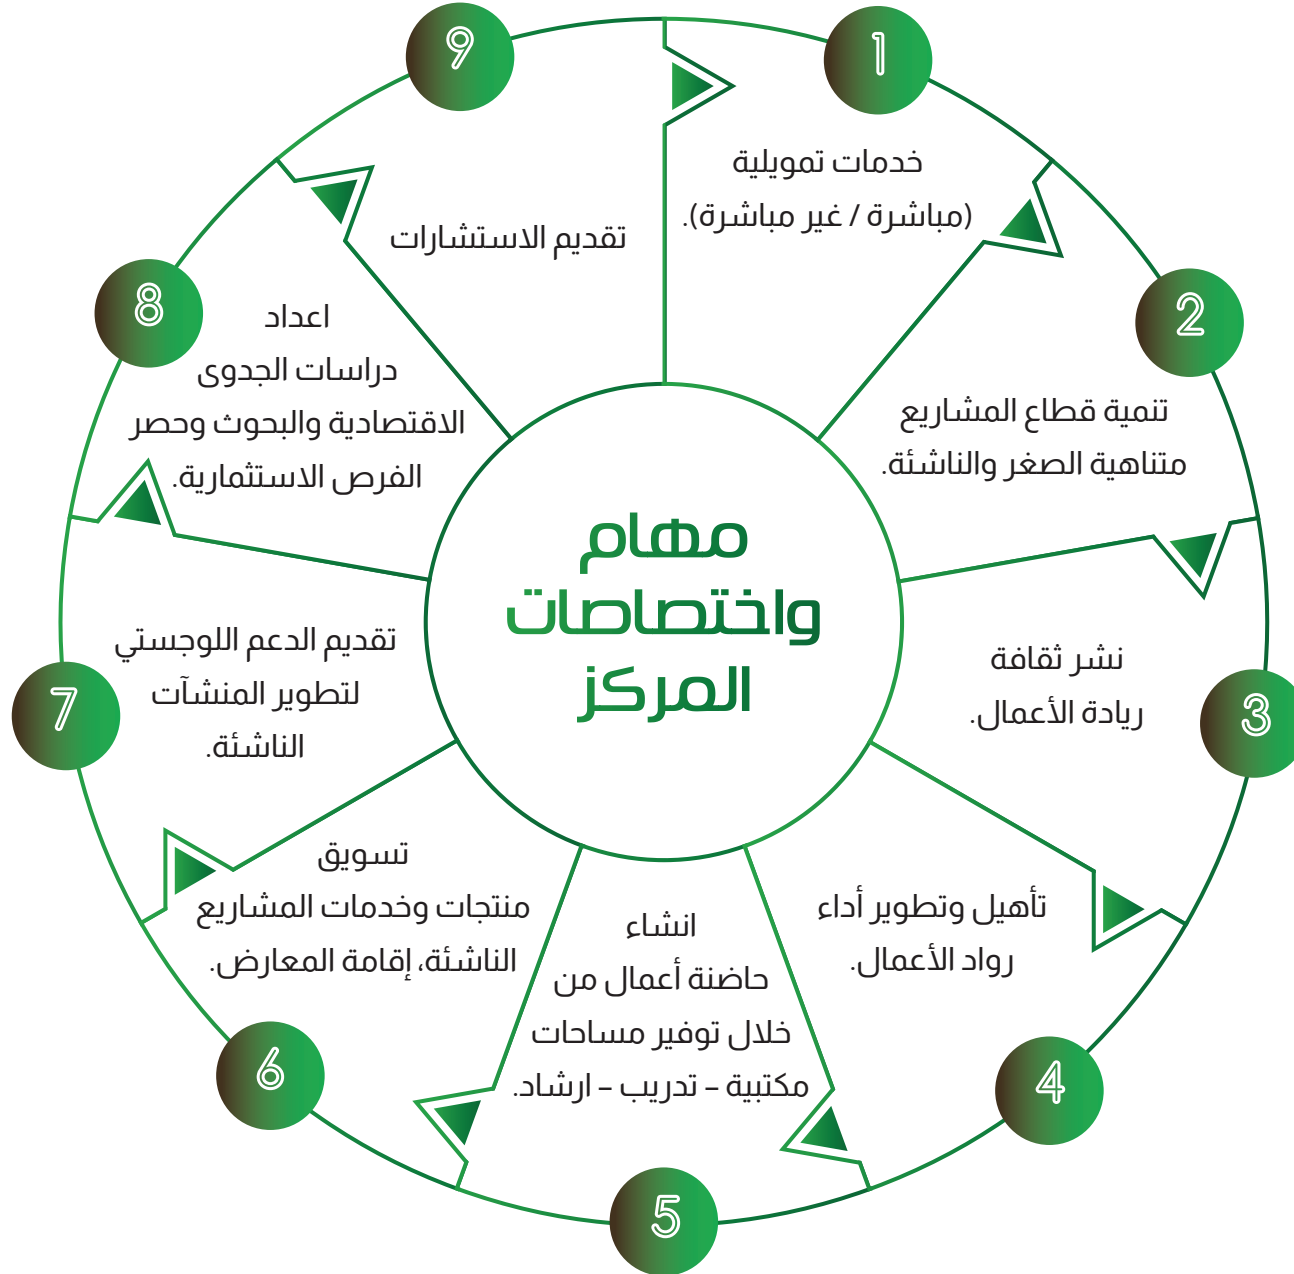 مهام
واختصاصات
المركز
1
خدمات تمويلية
(مباشرة / غير مباشرة).
2
تنمية قطاع المشاريع
متناهية الصغر والناشئة.
3
نشر ثقافة
ريادة الأعمال.
4
تأهيل وتطوير أداء
رواد الأعمال.
5
انشاء
حاضنة أعمال من
خلال توفير مساحات
مكتبية – تدريب – ارشاد.
6
تسويق
منتجات وخدمات المشاريع
الناشئة، إقامة المعارض.
7
تقديم الدعم اللوجستي
لتطوير المنشآت
الناشئة.
8
اعداد
دراسات الجدوى
الاقتصادية والبحوث وحصر
الفرص الاستثمارية.
9
تقديم الاستشارات